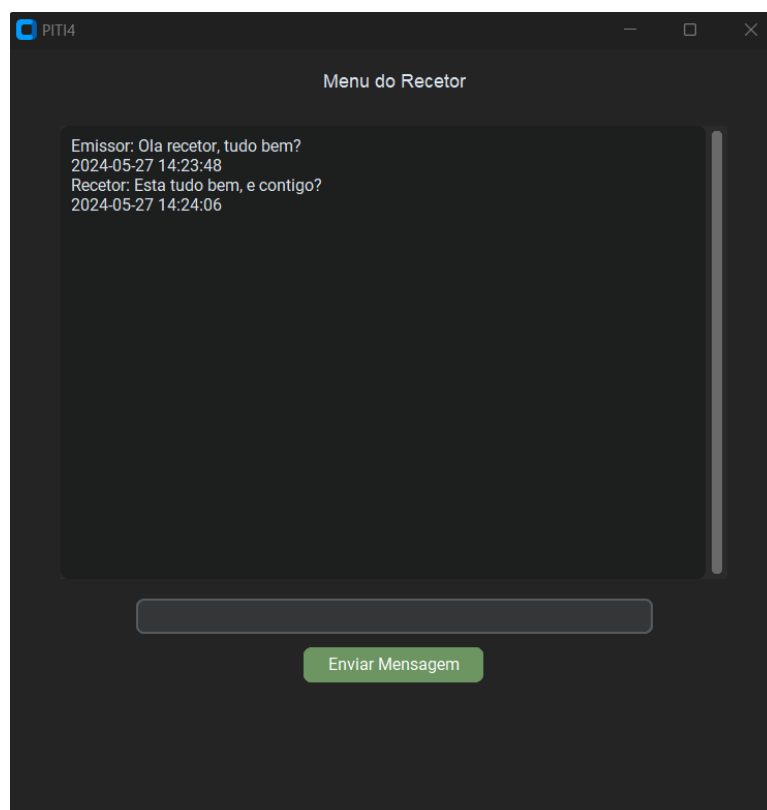 PITI4
Menu do Recetor
Emissor: Ola recetor, tudo bem?
2024-05-27 14:23:48
Recetor: Esta tudo bem, e contigo?
2024-05-27 14:24:06
Enviar Mensagem